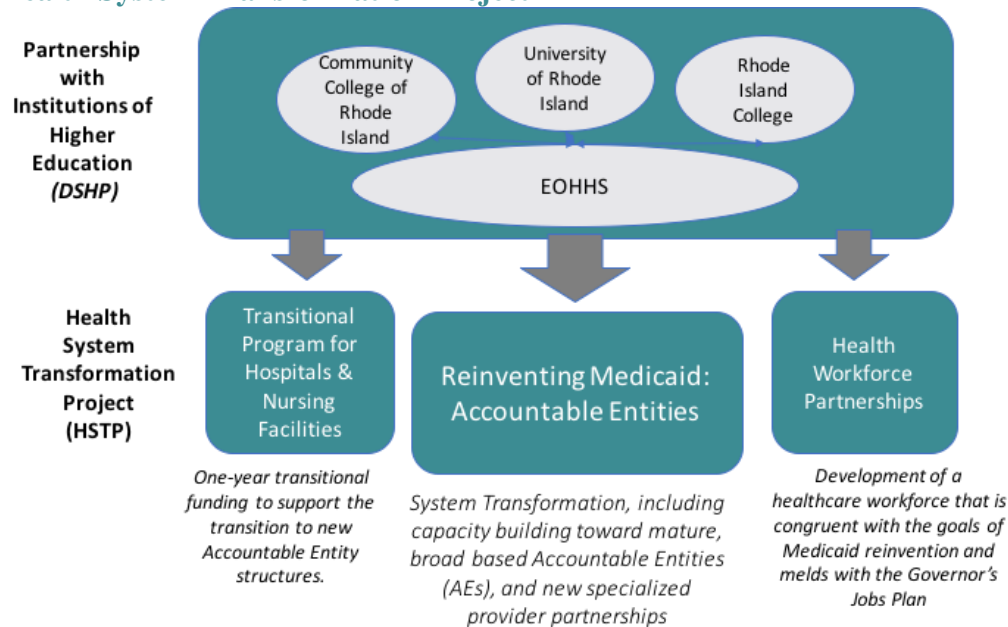 Health System Transformation Project
Partnership
with
Institutions of
Higher
Education
(DSHP)
Community
College of
Rhode
Island
University
of Rhode
Island
Rhode
Island
College
EOHHS
Health
System
Transformation
Project
(HSTP)
Transitional
Program for
Hospitals &
Nursing
Facilities
Reinventing Medicaid:
Accountable Entities
Health
Workforce
Partnerships
One-year transitional
funding to support the
transition to new
Accountable Entity
structures.
System Transformation, including
capacity building toward mature,
broad based Accountable Entities
(AEs), and new specialized
provider partnerships
Development of a
healthcare workforce that is
congruent with the goals of
Medicaid reinvention and
melds with the Governor's
Jobs Plan